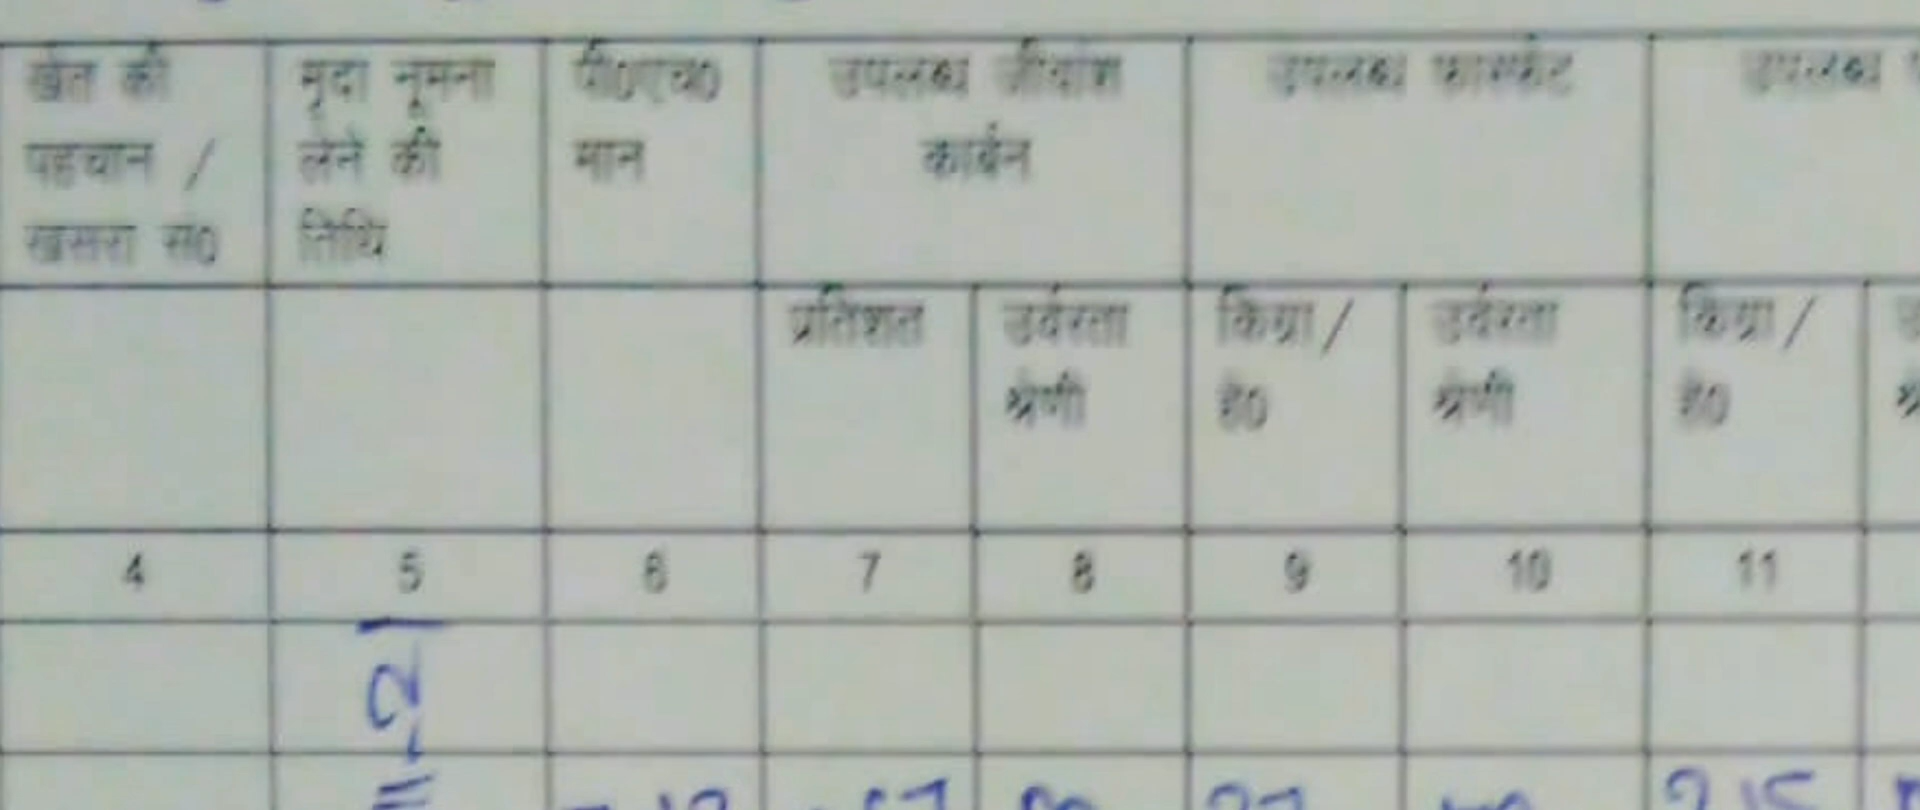 खेत की
पहचान /
खसरा सं0
मृदा नूमना
लेने की
तिथि
पी0एच0
मान
उपलब्ध जीवांश
कार्बन
उपलब्ध फास्फेट
उपलब्ध
प्रतिशत
उर्वरता
श्रेणी
किग्रा/
हे0
उर्वरता
श्रेणी
किग्रा/
हे0
4 5 6 7 8 9 10 11